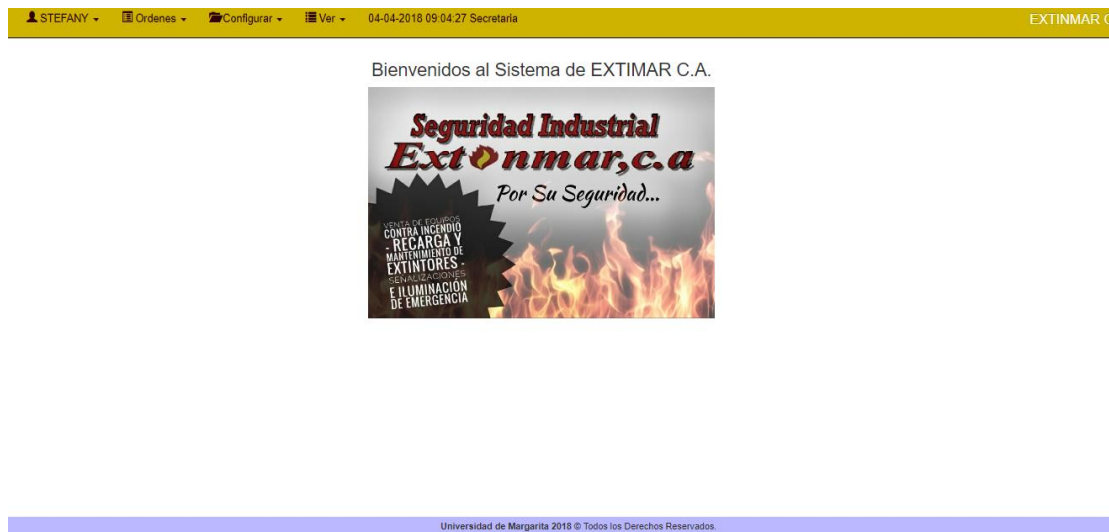 STEFANY Ordenes Configurar Ver 04-04-2018 09:04:27 Secretaria EXTINMAR C
Bienvenidos al Sistema de EXTIMAR C.A.
Seguridad Industrial
Extonmar,c.a
Por Su Seguridad...
VENTA DE EQUIPOS
CONTRA INCENDIO
- RECARGA Y
MANTENIMIENTO DE
EXTINTORES -
SEÑALIZACIONES
E ILUMINACIÓN
DE EMERGENCIA
Universidad de Margarita 2018 © Todos los Derechos Reservados.